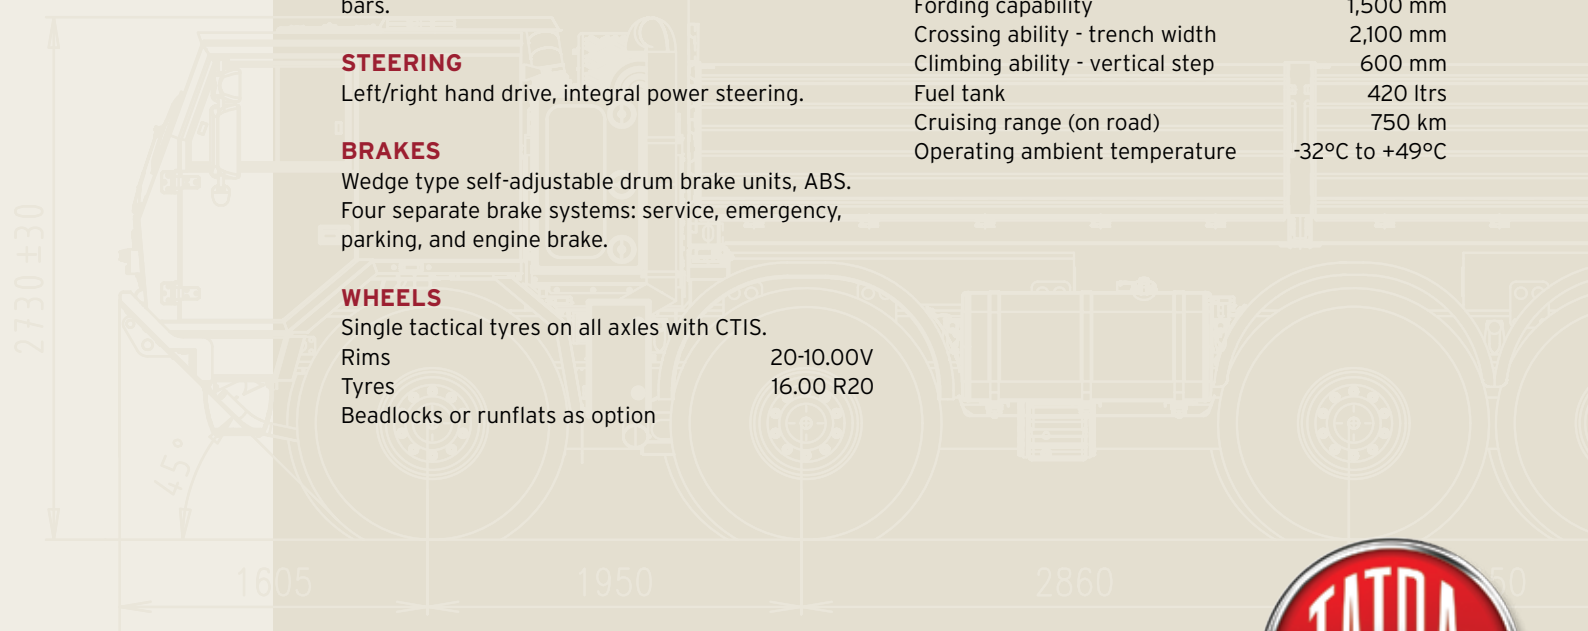 bars.
STEERING
Left/right hand drive, integral power steering.
BRAKES
Wedge type self-adjustable drum brake units, ABS.
Four separate brake systems: service, emergency,
parking, and engine brake.
WHEELS
Single tactical tyres on all axles with CTIS.
Rims 20-10.00V
Tyres 16.00 R20
Beadlocks or runflats as option
Fording capability 1,500 mm
Crossing ability - trench width 2,100 mm
Climbing ability - vertical step 600 mm
Fuel tank 420 ltrs
Cruising range (on road) 750 km
Operating ambient temperature -32°C to +49°C
2730±30
45°
1605
1950
2860
TATRA